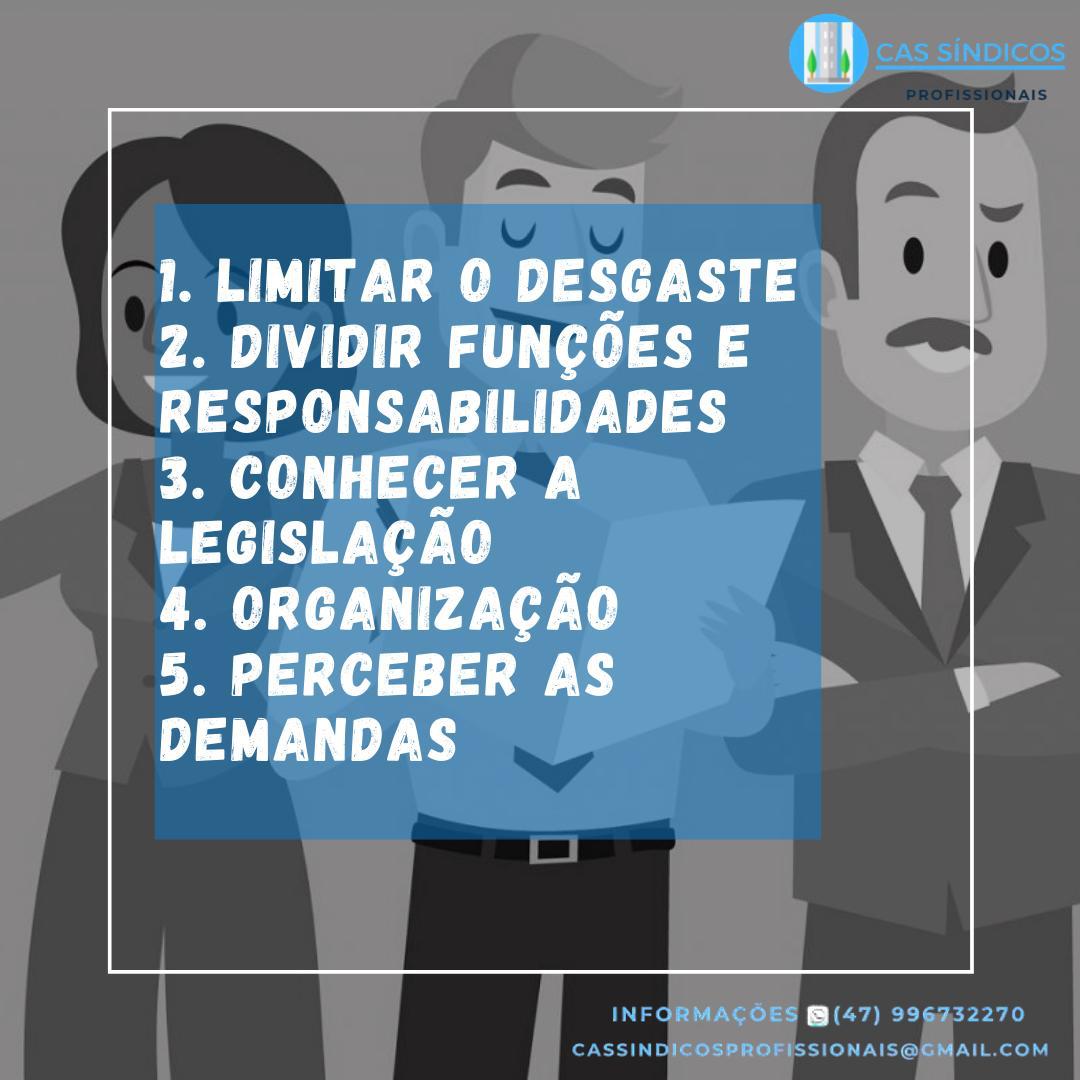 CAS SÍNDICOS
PROFISSIONAIS
1. LIMITAR O DESGASTE
2. DIVIDIR FUNÇÕES E
RESPONSABILIDADES
3. CONHECER A
LEGISLAÇÃO
4. ORGANIZAÇÃO
5. PERCEBER AS
DEMANDAS
INFORMAÇÕES (47) 996732270
CASSINDICOSPROFISSIONAIS@GMAIL.COM